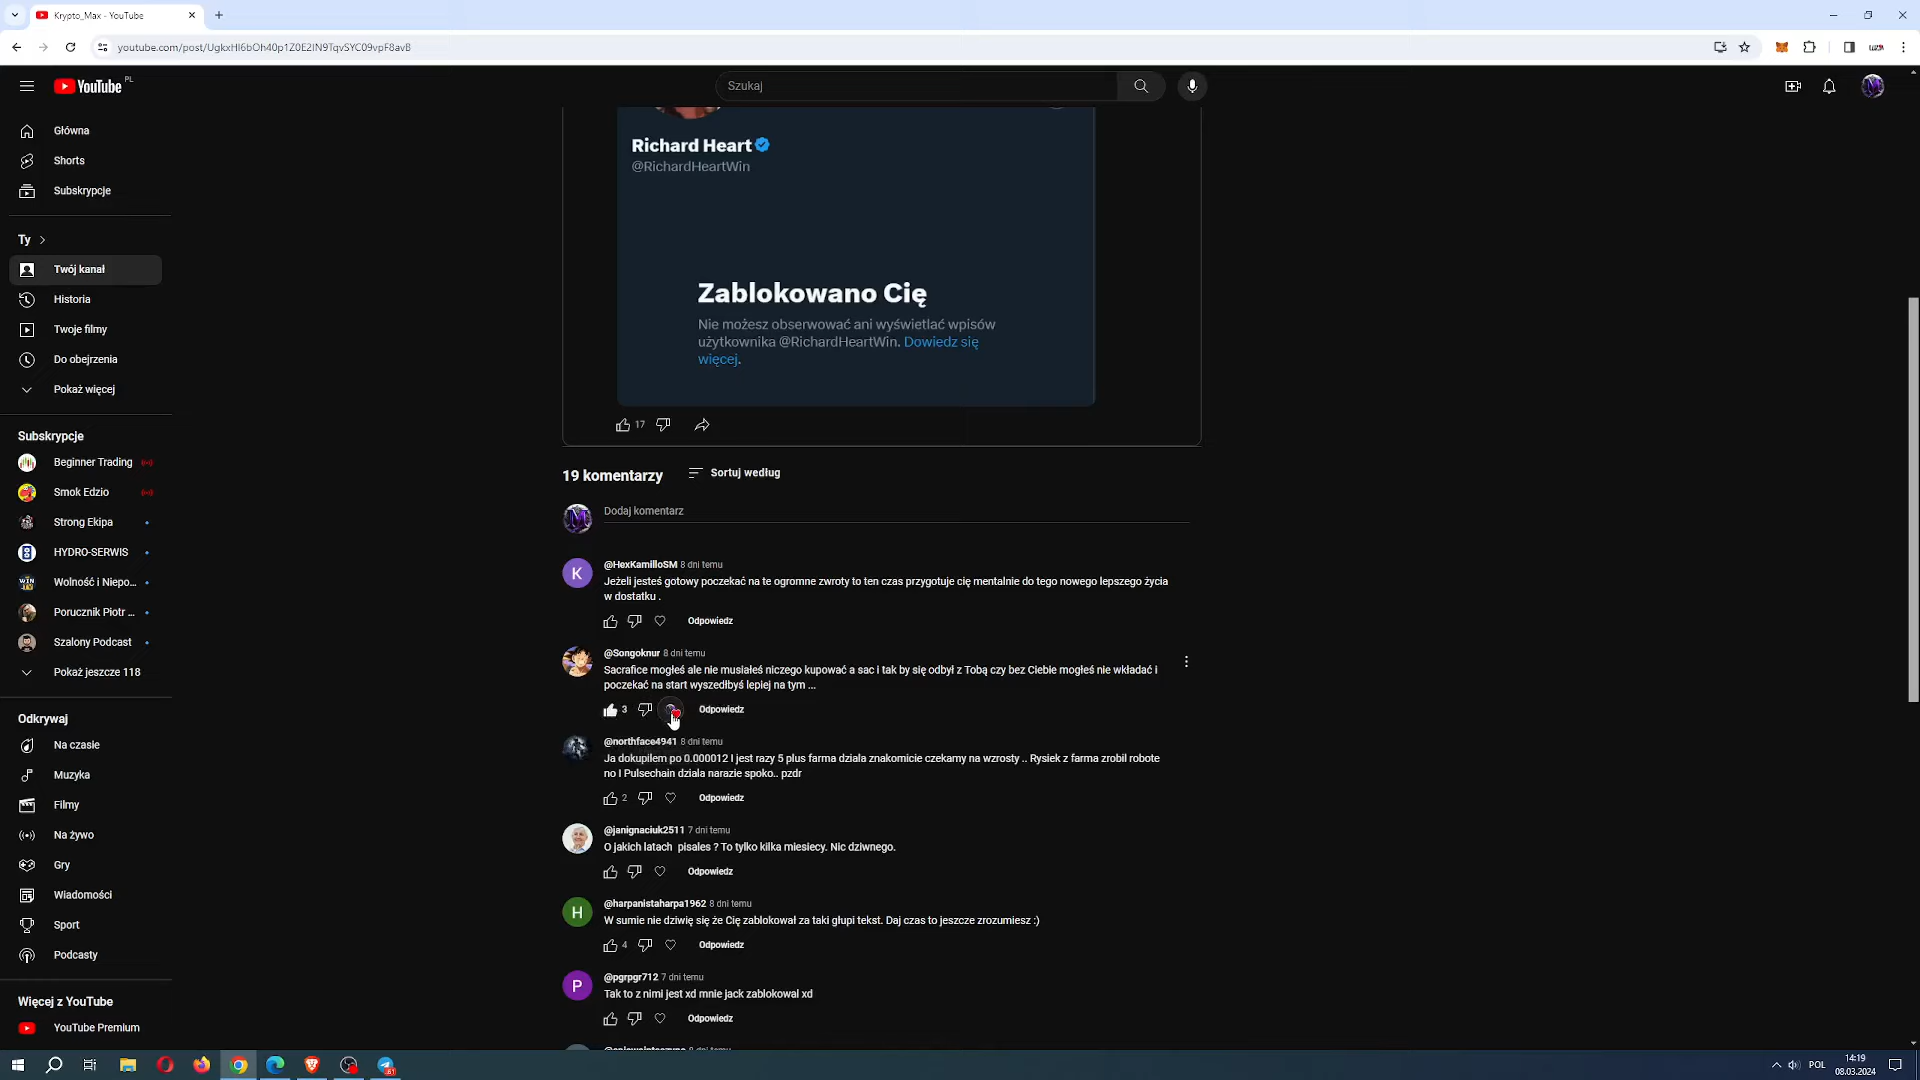 Krypto_Max - YouTube
youtube.com/post/UgkxHI6bOh40p1Z0E2IN9TqvSYC09vpF8avB
YouTube PL
Szukaj
Główna
Shorts
Subskrypcje
Ty
Twój kanał
Historia
Twoje filmy
Do obejrzenia
Pokaż więcej
Subskrypcje
Beginner Trading
Smok Edzio
Strong Ekipa
HYDRO-SERWIS
Wolność i Niepo...
Porucznik Piotr ...
Szalony Podcast
Pokaż jeszcze 118
Odkrywaj
Na czasie
Muzyka
Filmy
Na żywo
Gry
Wiadomości
Sport
Podcasty
Więcej z YouTube
YouTube Premium
Richard Heart
@RichardHeartWin
Zablokowano Cię
Nie możesz obserwować ani wyświetlać wpisów
użytkownika @RichardHeartWin. Dowiedz się
więcej.
17
19 komentarzy
Sortuj według
Dodaj komentarz
K
@HexKamilloSM 8 dni temu
Jeżeli jesteś gotowy poczekać na te ogromne zwroty to ten czas przygotuje cię mentalnie do tego nowego lepszego życia
w dostatku .
Odpowiedz
@Songoknur 8 dni temu
Sacrafice mogłeś ale nie musiałeś niczego kupować a sac i tak by się odbył z Tobą czy bez Ciebie mogłeś nie wkładać i
poczekać na start wyszedłbyś lepiej na tym ...
3 Odpowiedz
@northface4941 8 dni temu
Ja dokupilem po 0.000012 I jest razy 5 plus farma dziala znakomicie czekamy na wzrosty .. Rysiek z farma zrobil robote
no I Pulsechain dziala narazie spoko.. pzdr
2 Odpowiedz
@janignaciuk2511 7 dni temu
O jakich latach pisales ? To tylko kilka miesiecy. Nic dziwnego.
Odpowiedz
H
@harpanistaharpa1962 8 dni temu
W sumie nie dziwię się że Cię zablokował za taki głupi tekst. Daj czas to jeszcze zrozumiesz :)
4 Odpowiedz
P
@pgrpgr712 7 dni temu
Tak to z nimi jest xd mnie jack zablokowal xd
Odpowiedz
POL
14:19
08.03.2024